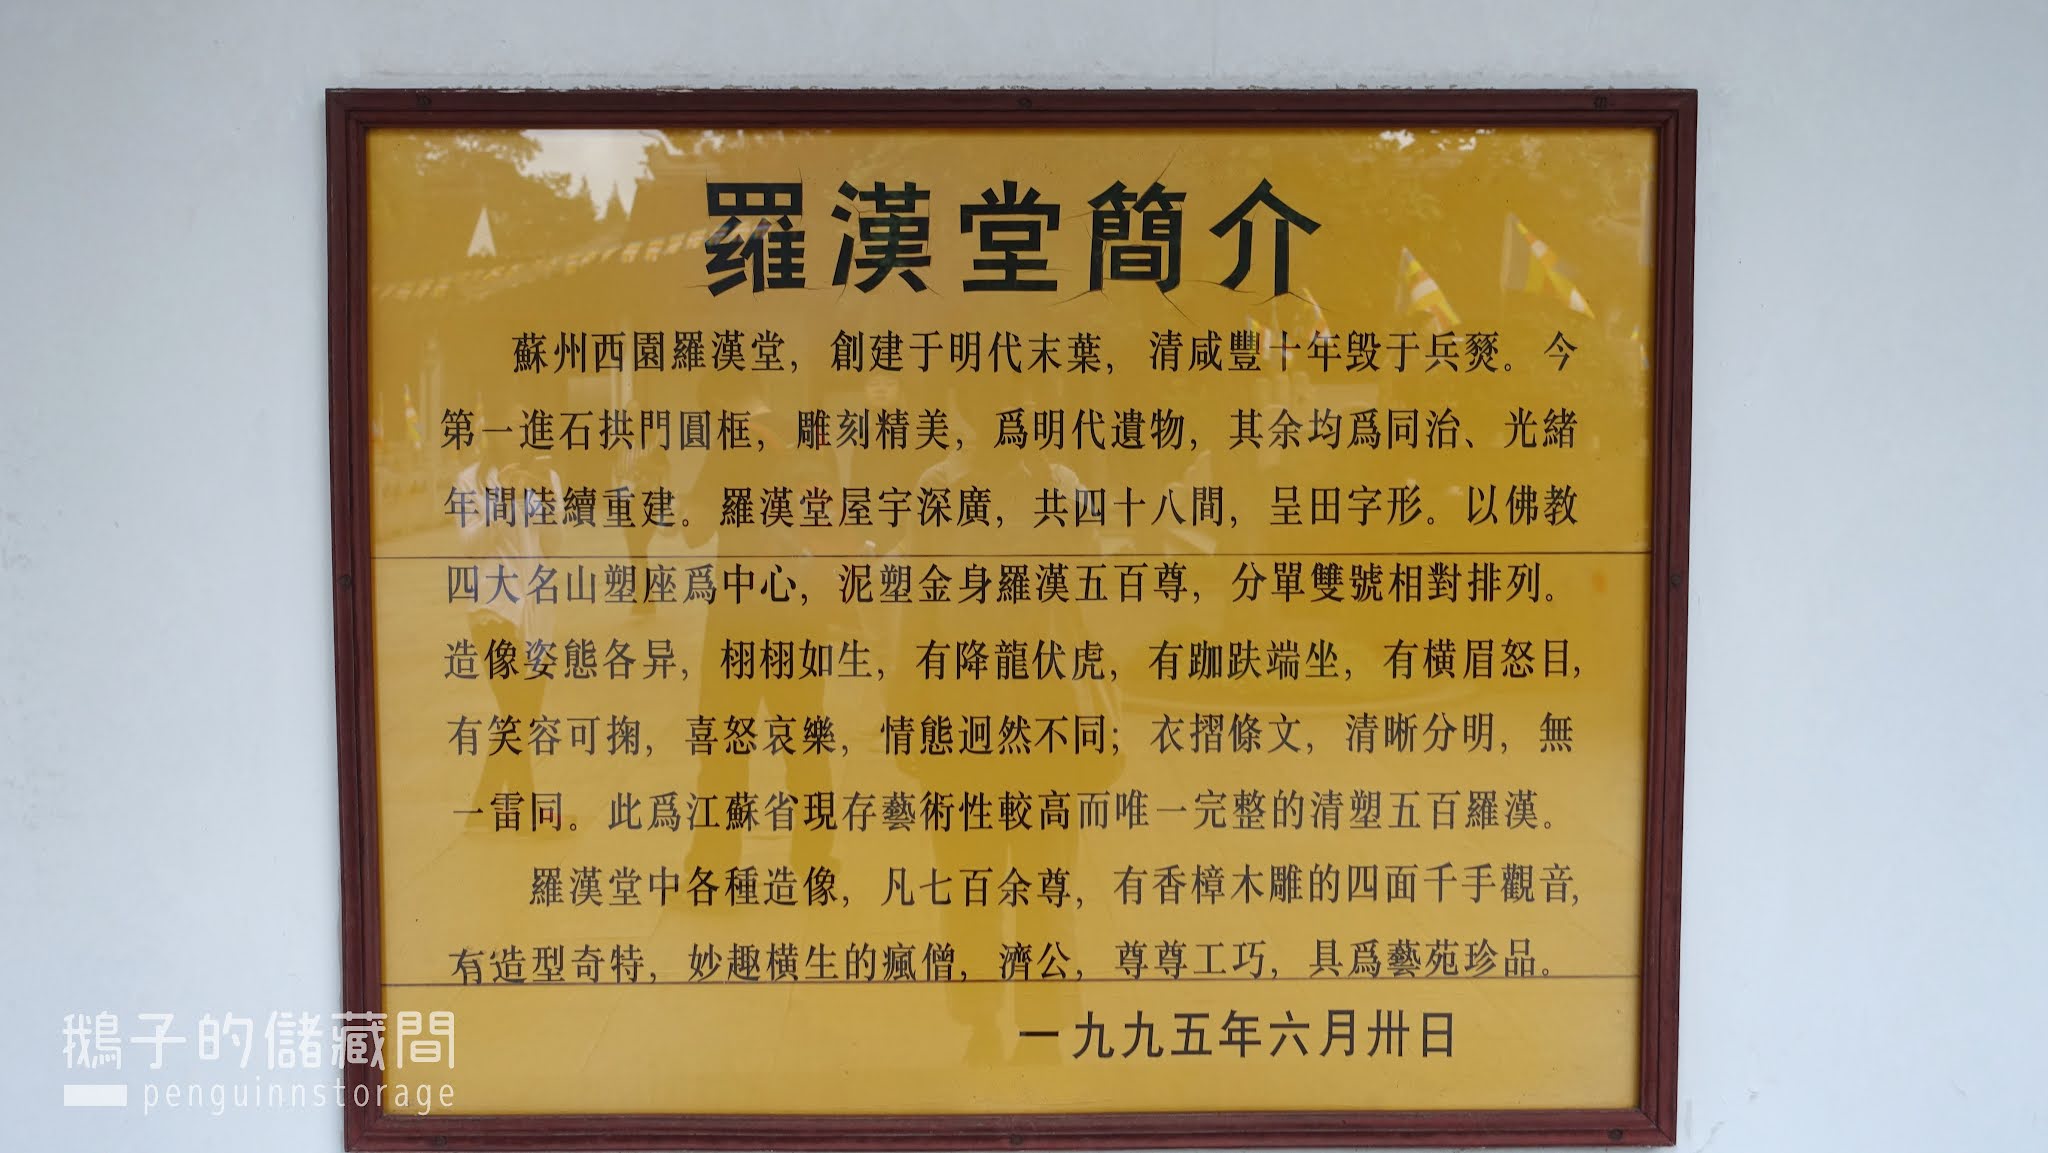 羅漢堂簡介
蘇州西園羅漢堂，創建于明代末葉，清咸豐十年毁于兵燹。今
第一進石拱門圓框，雕刻精美，爲明代遺物，其余均爲同治、光緒
年間陸續重建。羅漢堂屋宇深廣，共四十八間，呈田字形。以佛教
四大名山塑座爲中心，泥塑金身羅漢五百尊，分單雙號相對排列。
造像姿態各异，栩栩如生，有降龍伏虎，有跏趺端坐，有橫眉怒目，
有笑容可掬，喜怒哀樂，情態迥然不同；衣摺條文，清晰分明，無
一雷同。此爲江蘇省現存藝術性較高而唯一完整的清塑五百羅漢。
羅漢堂中各種造像，凡七百余尊，有香樟木雕的四面千手觀音，
有造型奇特，妙趣橫生的瘋僧，濟公，尊尊工巧，具爲藝苑珍品。
一九九五年六月卅日
鵝子的儲藏間
penguinnstorage